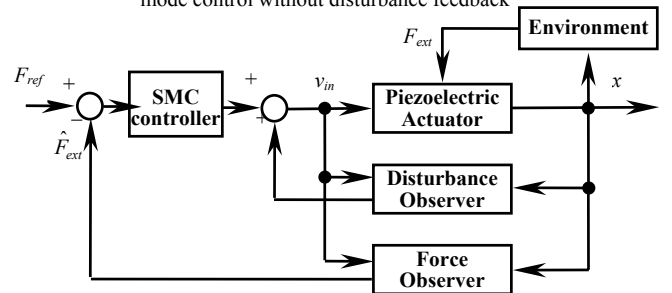 mode control without disturbance feedback
Environment
F_ext
F_ref
+
−
SMC
controller
+
+
v_in
Piezoelectric
Actuator
x
F̂_ext
Disturbance
Observer
Force
Observer